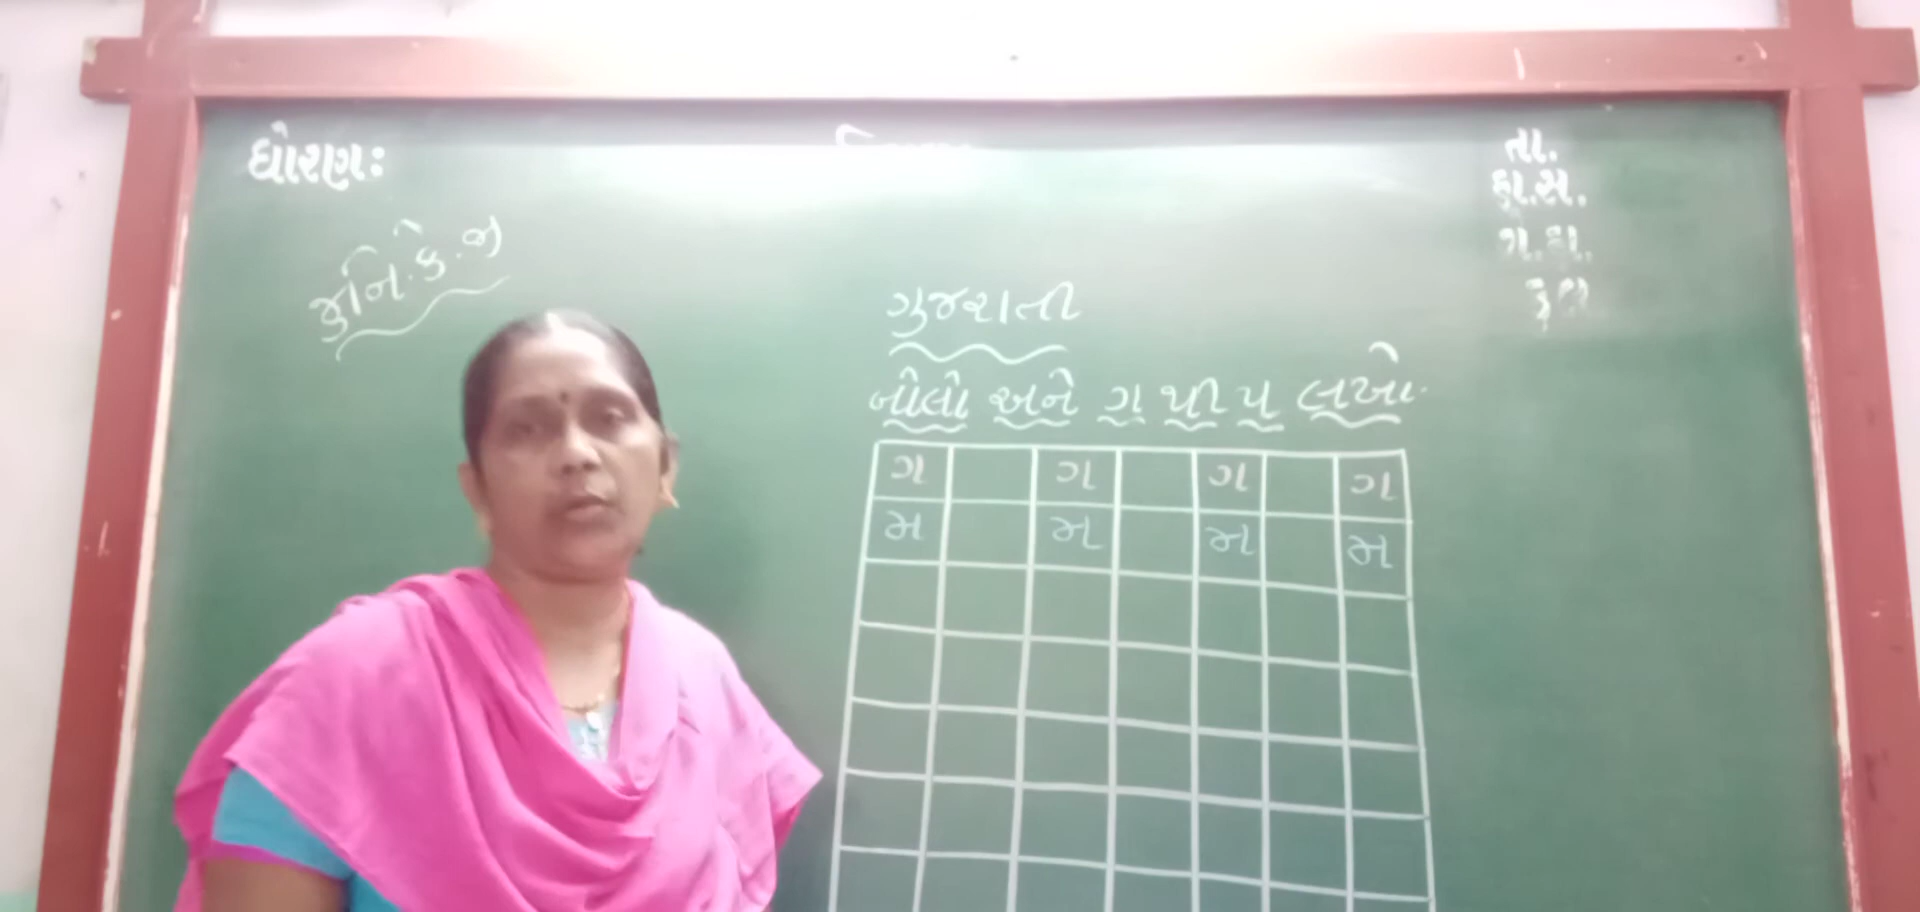 ધોરણઃ
તા.
હા.સ.
ગ.હા.
કુલ
જુનિ.કે.જી
ગુજરાતી
બોલો અને ગ થી ય લખો.
ગ ગ ગ ગ
મ મ મ મ